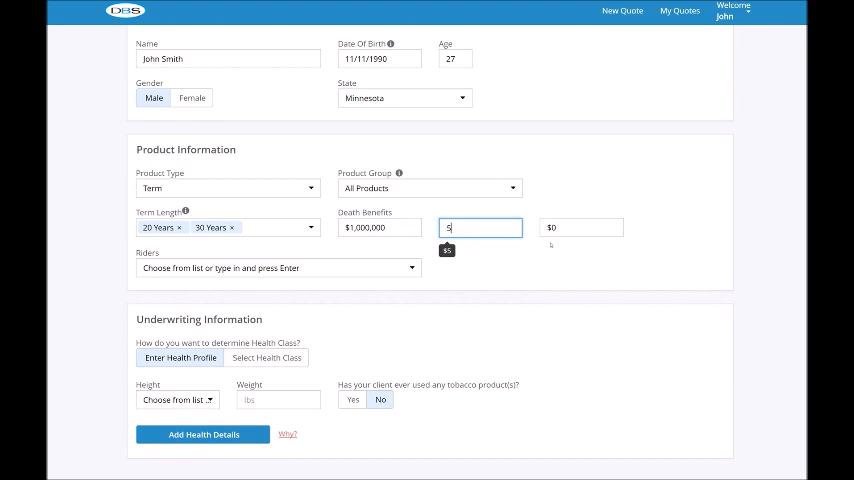 DBS
New Quote
My Quotes
Welcome
John
Name
Date Of Birth
Age
John Smith
11/11/1990
27
Gender
State
Male
Female
Minnesota
Product Information
Product Type
Product Group
Term
All Products
Term Length
Death Benefits
20 Years ×
30 Years ×
$1,000,000
5
$0
$5
Riders
Choose from list or type in and press Enter
Underwriting Information
How do you want to determine Health Class?
Enter Health Profile
Select Health Class
Height
Weight
Has your client ever used any tobacco product(s)?
Choose from list ..
lbs
Yes
No
Add Health Details
Why?